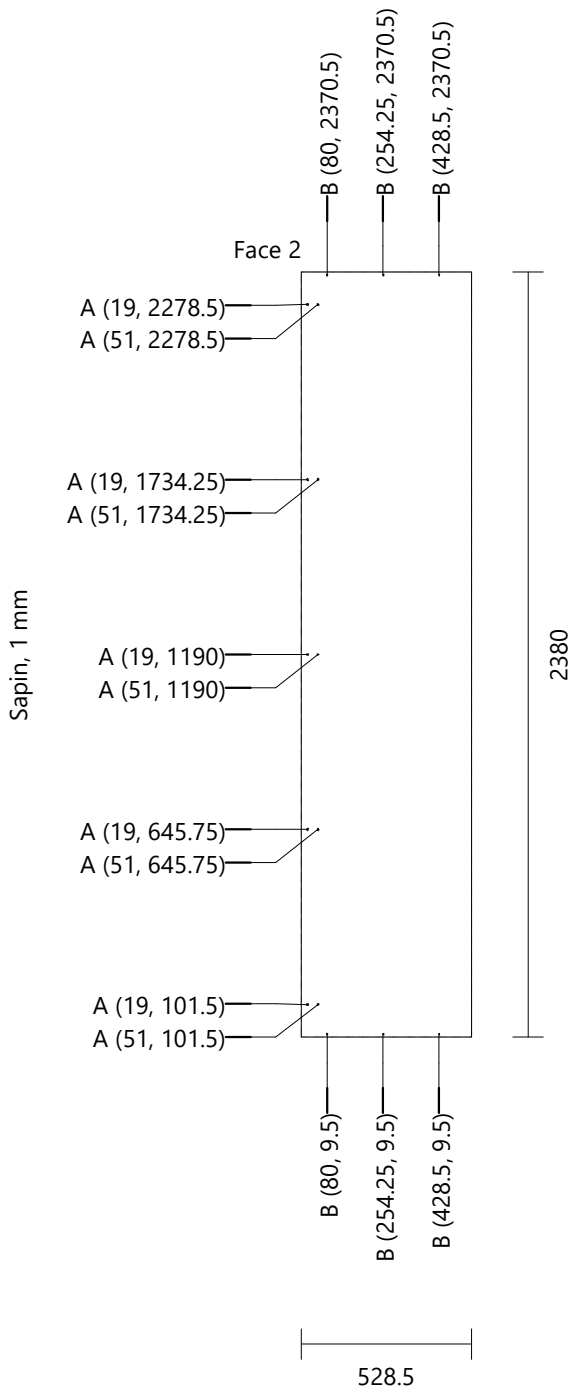 B (80, 2370.5)
B (254.25, 2370.5)
B (428.5, 2370.5)
Face 2
A (19, 2278.5)
A (51, 2278.5)
A (19, 1734.25)
A (51, 1734.25)
Sapin, 1 mm
A (19, 1190)
A (51, 1190)
2380
A (19, 645.75)
A (51, 645.75)
A (19, 101.5)
A (51, 101.5)
B (80, 9.5)
B (254.25, 9.5)
B (428.5, 9.5)
528.5